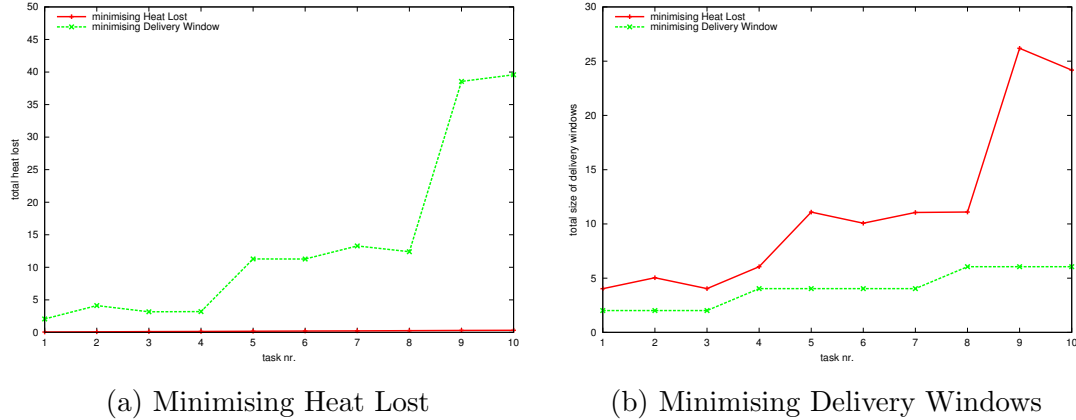 50
45
40
35
30
25
20
15
10
5
0
total heat lost
minimising Heat Lost
minimising Delivery Window
1 2 3 4 5 6 7 8 9 10
task nr.
(a) Minimising Heat Lost
30
25
20
15
10
5
0
total size of delivery windows
minimising Heat Lost
minimising Delivery Window
1 2 3 4 5 6 7 8 9 10
task nr.
(b) Minimising Delivery Windows